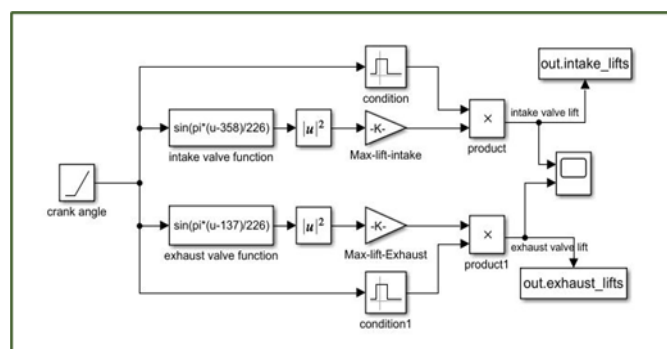 out.intake_lifts
condition
intake valve lift
sin(pi*(u-358)/226)
|u|²
-K-
×
intake valve function
Max-lift-intake
product
crank angle
sin(pi*(u-137)/226)
|u|²
-K-
×
exhaust valve function
Max-lift-Exhaust
exhaust valve lift
product1
out.exhaust_lifts
condition1